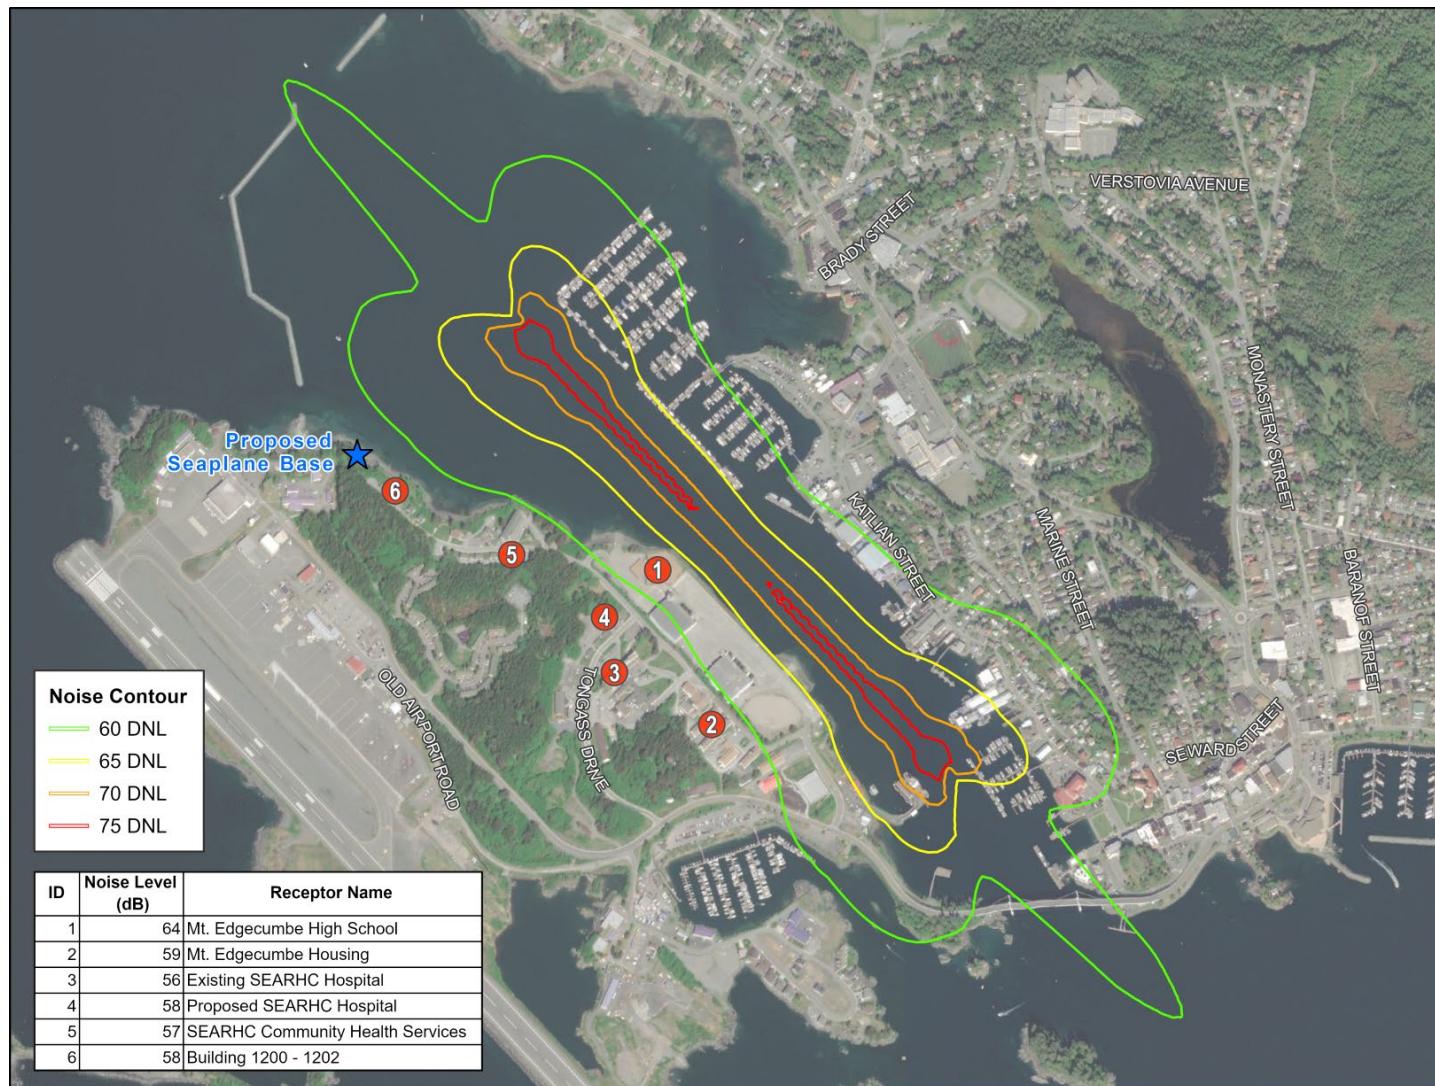 VERSTOVIA AVENUE
BRADY STREET
MONASTERY STREET
Proposed
Seaplane Base
6
5
1
KATLIAN STREET
MARINE STREET
BARANOF STREET
4
3
TONGASS DRIVE
2
OLD AIRPORT ROAD
SEWARD STREET
Noise Contour
60 DNL
65 DNL
70 DNL
75 DNL
ID Noise Level (dB) Receptor Name
1 64 Mt. Edgecumbe High School
2 59 Mt. Edgecumbe Housing
3 56 Existing SEARHC Hospital
4 58 Proposed SEARHC Hospital
5 57 SEARHC Community Health Services
6 58 Building 1200 - 1202